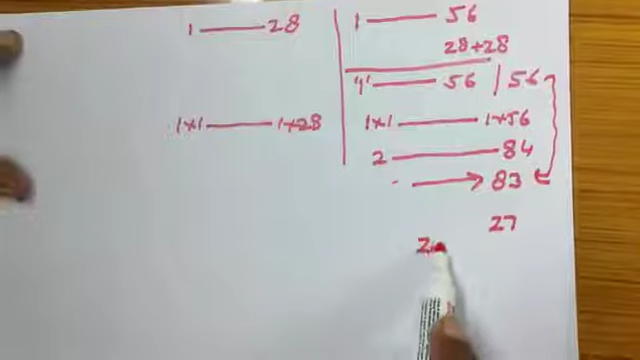 1 —— 28
1×1 —— 1×28
1 —— 56
28+28
"1" —— 56 | 56
1×1 —— 1×56
2 —— 84
- → 83
27
2